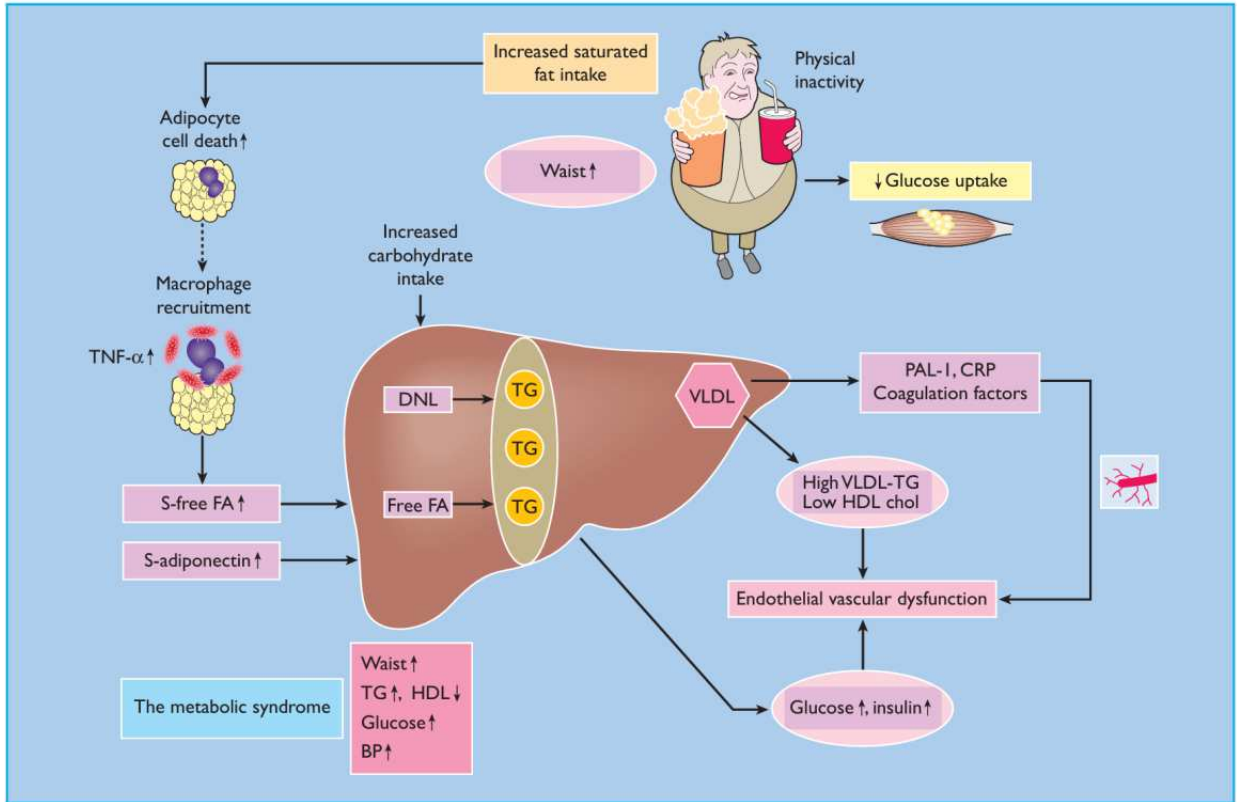 Increased saturated
fat intake
Physical
inactivity
Adipocyte
cell death↑
Waist↑
↓Glucose uptake
Increased
carbohydrate
intake
Macrophage
recruitment
TNF-α↑
DNL
TG
VLDL
PAL-1, CRP
Coagulation factors
TG
High VLDL-TG
Low HDL chol
S-free FA↑
Free FA
TG
S-adiponectin↑
Endothelial vascular dysfunction
The metabolic syndrome
Waist↑
TG↑, HDL↓
Glucose↑
BP↑
Glucose↑, insulin↑